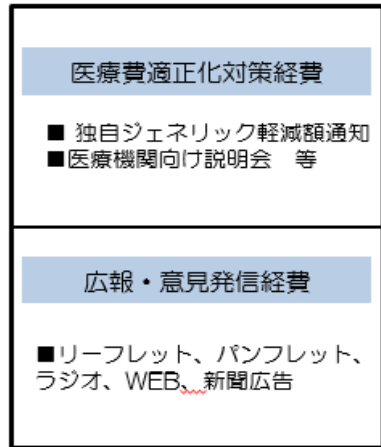 医療費適正化対策経費
■ 独自ジェネリック軽減額通知
■医療機関向け説明会　等
広報・意見発信経費
■リーフレット、パンフレット、
ラジオ、WEB、新聞広告